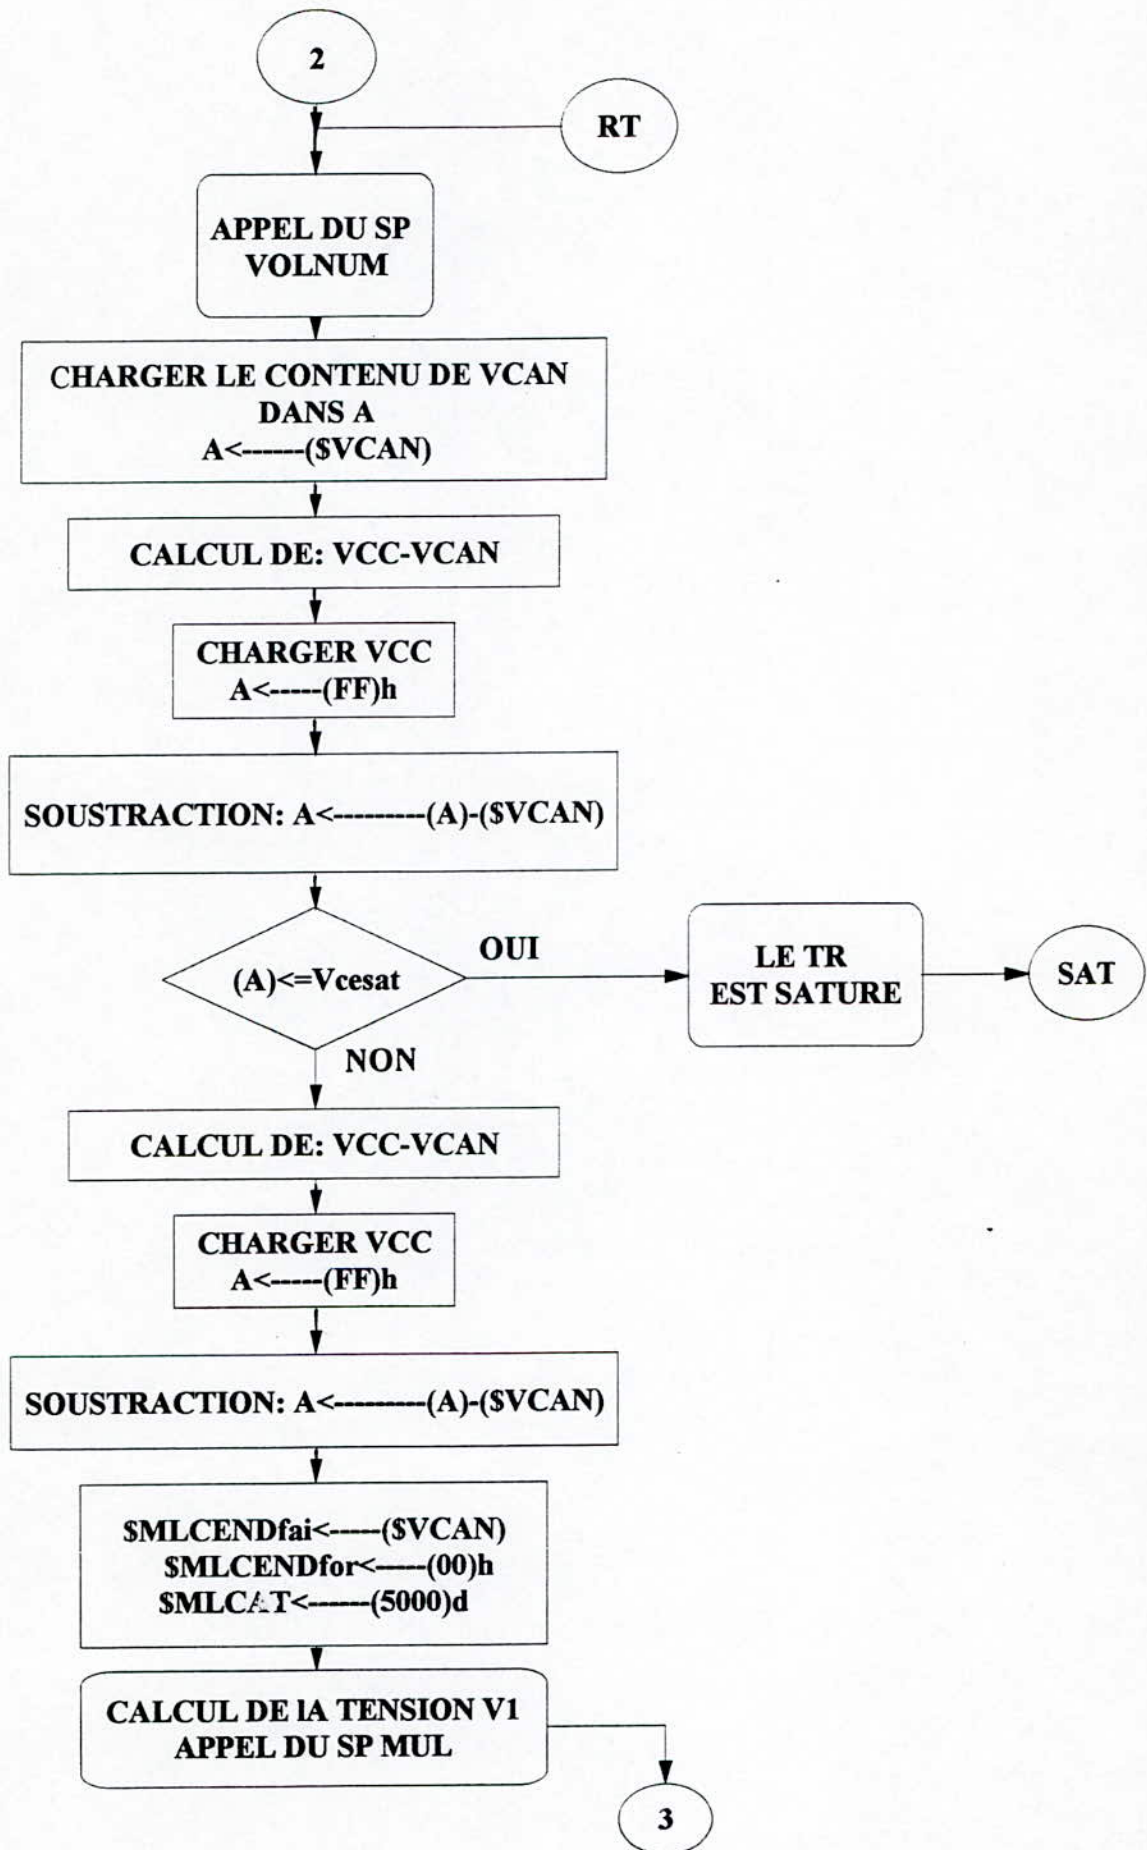 2
RT
APPEL DU SP
VOLNUM
CHARGER LE CONTENU DE VCAN
DANS A
A<------($VCAN)
CALCUL DE: VCC-VCAN
CHARGER VCC
A<-----(FF)h
SOUSTRACTION: A<---------(A)-($VCAN)
(A)<=Vcesat
OUI
LE TR
EST SATURE
SAT
NON
CALCUL DE: VCC-VCAN
CHARGER VCC
A<-----(FF)h
SOUSTRACTION: A<---------(A)-($VCAN)
$MLCENDfai<-----($VCAN)
$MLCENDfor<-----(00)h
$MLCAT<------(5000)d
CALCUL DE lA TENSION V1
APPEL DU SP MUL
3